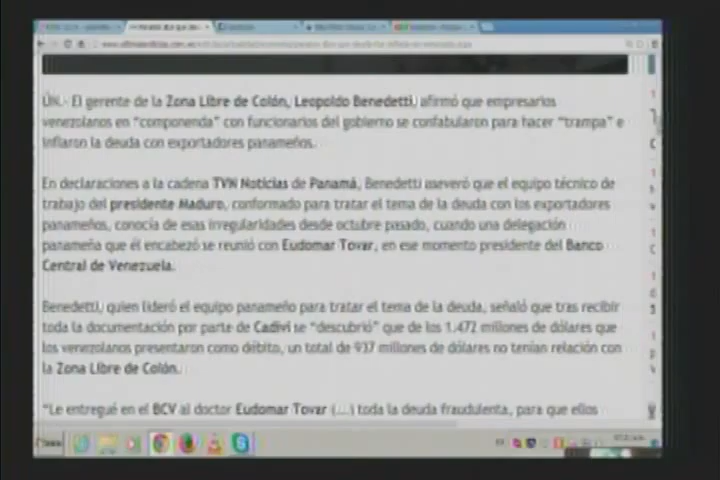 ÚN.- El gerente de la Zona Libre de Colón, Leopoldo Benedetti, afirmó que empresarios
venezolanos en "componenda" con funcionarios del gobierno se confabularon para hacer "trampa" e
inflaron la deuda con exportadores panameños.
En declaraciones a la cadena TVN Noticias de Panamá, Benedetti aseveró que el equipo técnico de
trabajo del presidente Maduro, conformado para tratar el tema de la deuda con los exportadores
panameños, conocía de esas irregularidades desde octubre pasado, cuando una delegación
panameña que él encabezó se reunió con Eudomar Tovar, en ese momento presidente del Banco
Central de Venezuela.
Benedetti, quien lideró el equipo panameño para tratar el tema de la deuda, señaló que tras recibir
toda la documentación por parte de Cadivi se "descubrió" que de los 1.472 millones de dólares que
los venezolanos presentaron como débito, un total de 937 millones de dólares no tenían relación con
la Zona Libre de Colón.
"Le entregué en el BCV al doctor Eudomar Tovar (...) toda la deuda fraudulenta, para que ellos